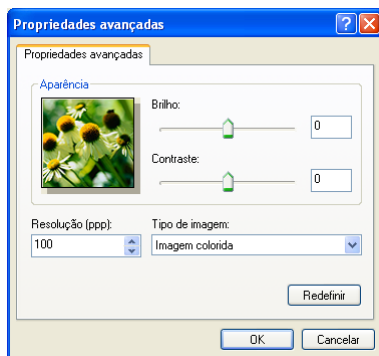 Propriedades avançadas
Propriedades avançadas
Aparência
Brilho:
0
Contraste:
0
Resolução (ppp):
Tipo de imagem:
100
Imagem colorida
Redefinir
OK
Cancelar